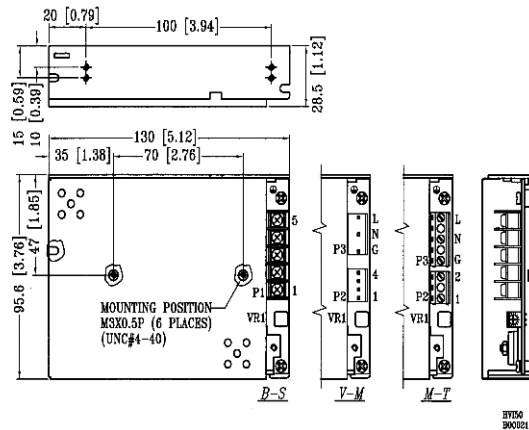 20 [0.79]
100 [3.94]
15 [0.59]
10 [0.39]
28.5 [1.12]
130 [5.12]
35 [1.38]
70 [2.76]
47 [1.85]
95.6 [3.76]
MOUNTING POSITION
M3X0.5P (6 PLACES)
(UNC#4-40)
5
P1
1
VR1
B-S
L
N
P3
G
4
P2
1
VR1
V-M
L
N
P3
G
2
P2
1
VR1
M-T